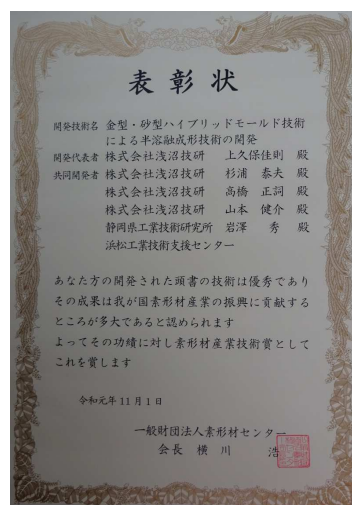 表彰状
開発技術名 金型・砂型ハイブリッドモールド技術
による半溶融成形技術の開発
開発代表者 株式会社浅沼技研 上久保佳則 殿
共同開発者 株式会社浅沼技研 杉浦 泰夫 殿
株式会社浅沼技研 高橋 正詞 殿
株式会社浅沼技研 山本 健介 殿
静岡県工業技術研究所 岩澤 秀 殿
浜松工業技術支援センター
あなた方の開発された頭書の技術は優秀であり
その成果は我が国素形材産業の振興に貢献する
ところが多大であると認められます
よってその功績に対し素形材産業技術賞として
これを賞します
令和元年11月1日
一般財団法人素形材センター
会長 横川 浩